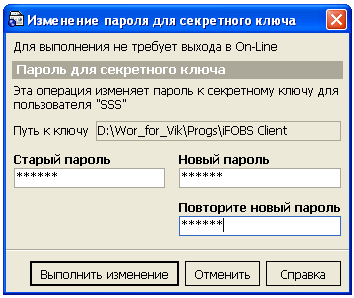 Изменение пароля для секретного ключа
Для выполнения не требует выхода в On-Line
Пароль для секретного ключа
Эта операция изменяет пароль к секретному ключу для
пользователя "SSS"
Путь к ключу D:\Wor_for_Vik\Progs\iFOBS Client
Старый пароль Новый пароль
****** ******
Повторите новый пароль
******
Выполнить изменение Отменить Справка